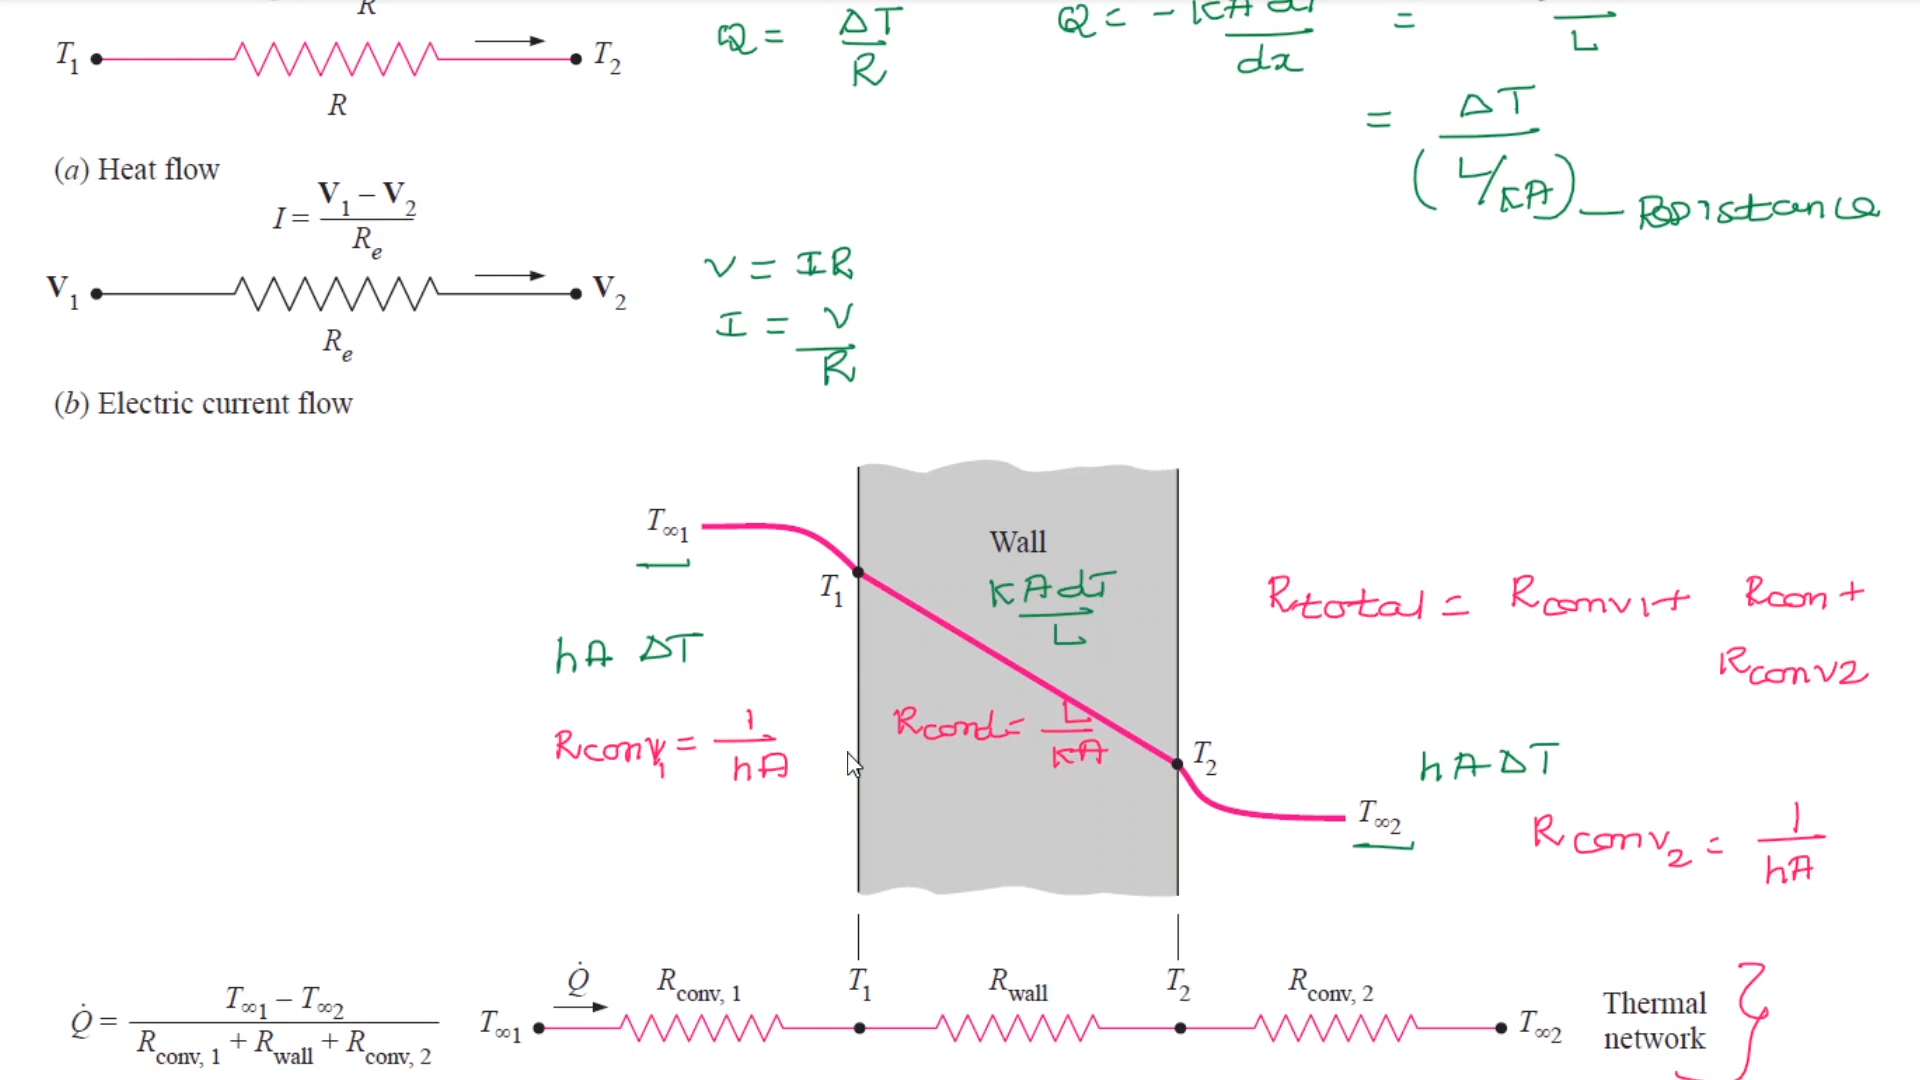 R
T1 T2
R
Q = ΔT / R
Q = - KA dT / dx =
L
= ΔT / (L/KA) – Resistance
(a) Heat flow
I = V1 – V2 / Re
V1 V2
Re
V = IR
I = V / R
(b) Electric current flow
T∞1
Wall
T1
KAdT / L
hA ΔT
Rconv1 = 1 / hA
Rcond = L / KA
Rtotal = Rconv1 + Rcon +
Rconv2
T2
hAΔT
T∞2
Rconv2 = 1 / hA
Q̇ = T∞1 – T∞2 / Rconv, 1 + Rwall + Rconv, 2
Q̇ Rconv, 1 T1 Rwall T2 Rconv, 2
T∞1 T∞2
Thermal
network